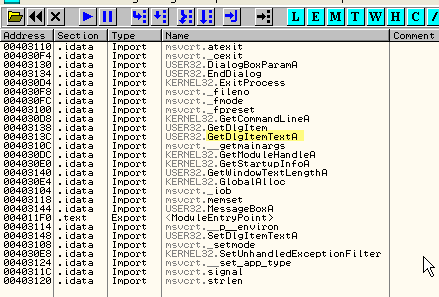 L E M T W H C /
Address Section Type Name Comment
00403110 .idata Import msvcrt.atexit
004030F4 .idata Import msvcrt._cexit
00403130 .idata Import USER32.DialogBoxParamA
00403134 .idata Import USER32.EndDialog
004030D4 .idata Import KERNEL32.ExitProcess
004030F8 .idata Import msvcrt._fileno
004030FC .idata Import msvcrt._fmode
00403100 .idata Import msvcrt._fpreset
004030D8 .idata Import KERNEL32.GetCommandLineA
00403138 .idata Import USER32.GetDlgItem
0040313C .idata Import USER32.GetDlgItemTextA
004030F0 .idata Import msvcrt.__getmainargs
004030DC .idata Import KERNEL32.GetModuleHandleA
004030E0 .idata Import KERNEL32.GetStartupInfoA
00403140 .idata Import USER32.GetWindowTextLengthA
004030E4 .idata Import KERNEL32.GlobalAlloc
00403104 .idata Import msvcrt._iob
00403118 .idata Import msvcrt.memset
00403144 .idata Import USER32.MessageBoxA
004011F0 .text Export <ModuleEntryPoint>
00403114 .idata Import msvcrt.__p__environ
00403148 .idata Import USER32.SetDlgItemTextA
00403108 .idata Import msvcrt._setmode
004030E8 .idata Import KERNEL32.SetUnhandledExceptionFilter
00403124 .idata Import msvcrt.__set_app_type
0040311C .idata Import msvcrt.signal
00403120 .idata Import msvcrt.strlen